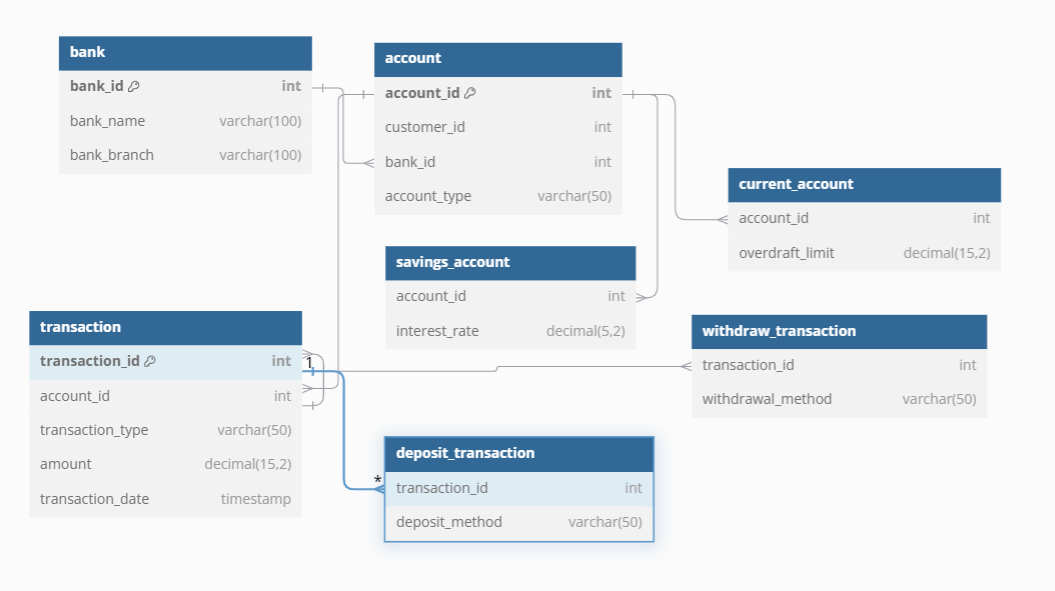 bank
bank_id int
bank_name varchar(100)
bank_branch varchar(100)
account
account_id int
customer_id int
bank_id int
account_type varchar(50)
current_account
account_id int
overdraft_limit decimal(15,2)
savings_account
account_id int
interest_rate decimal(5,2)
transaction
transaction_id int
account_id int
transaction_type varchar(50)
amount decimal(15,2)
transaction_date timestamp
1
withdraw_transaction
transaction_id int
withdrawal_method varchar(50)
*
deposit_transaction
transaction_id int
deposit_method varchar(50)